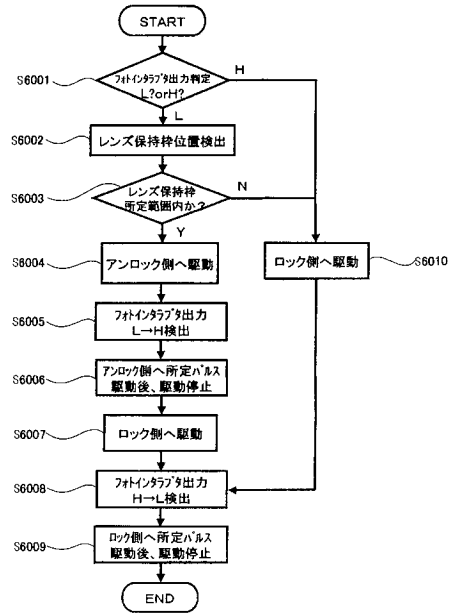 START
S6001
フォトインタラプタ出力判定
L?orH?
H
L
S6002
レンズ保持枠位置検出
S6003
レンズ保持枠
所定範囲内か?
N
Y
S6004
アンロック側へ駆動
ロック側へ駆動
S6010
S6005
フォトインタラプタ出力
L→H検出
S6006
アンロック側へ所定パルス
駆動後、駆動停止
S6007
ロック側へ駆動
S6008
フォトインタラプタ出力
H→L検出
S6009
ロック側へ所定パルス
駆動後、駆動停止
END